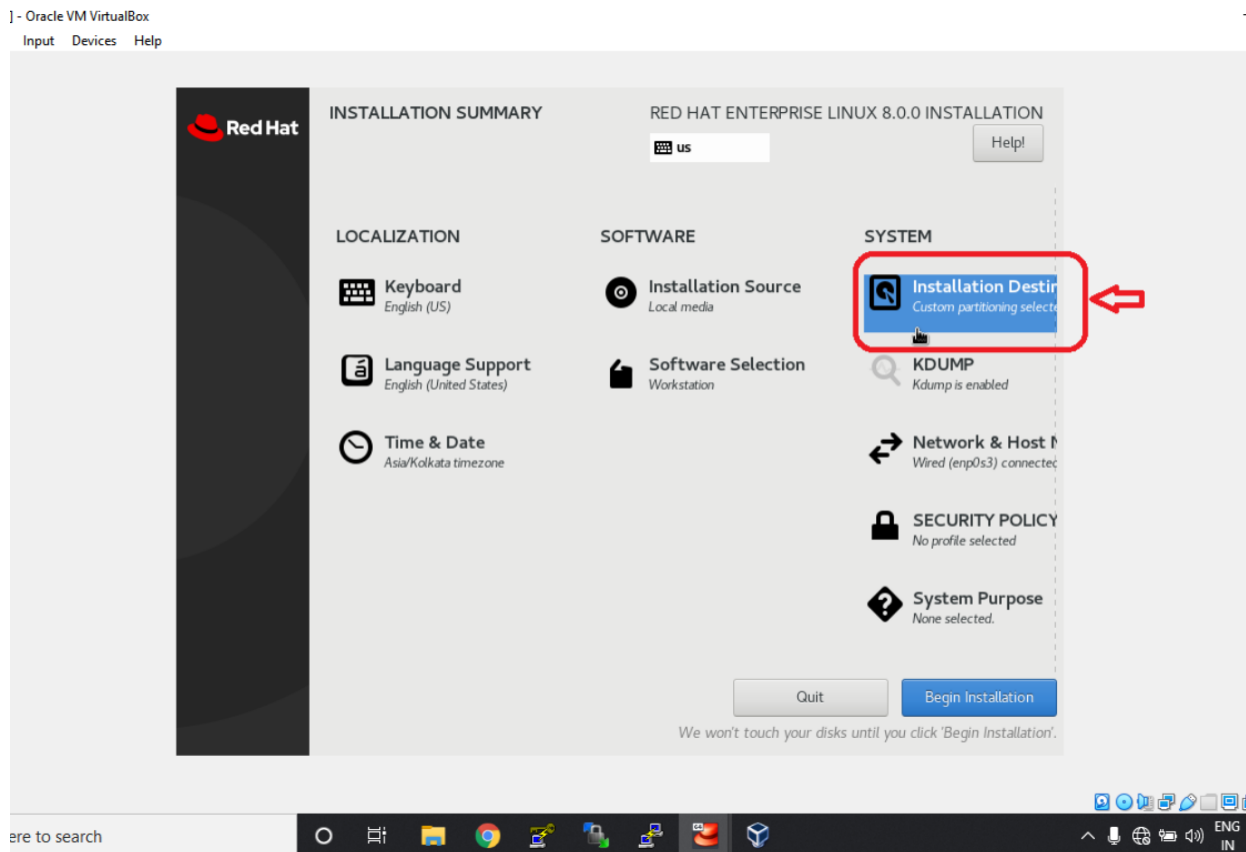 ] - Oracle VM VirtualBox
Input Devices Help
Red Hat
INSTALLATION SUMMARY
RED HAT ENTERPRISE LINUX 8.0.0 INSTALLATION
us
Help!
LOCALIZATION
Keyboard
English (US)
Language Support
English (United States)
Time & Date
Asia/Kolkata timezone
SOFTWARE
Installation Source
Local media
Software Selection
Workstation
SYSTEM
Installation Destin
Custom partitioning selecte
KDUMP
Kdump is enabled
Network & Host N
Wired (enp0s3) connected
SECURITY POLICY
No profile selected
System Purpose
None selected.
Quit
Begin Installation
We won't touch your disks until you click 'Begin Installation'.
ere to search
ENG
IN